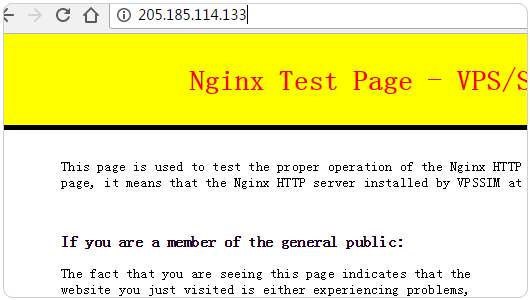 205.185.114.133
Nginx Test Page - VPS/S
This page is used to test the proper operation of the Nginx HTTP
page, it means that the Nginx HTTP server installed by VPSSIM at
If you are a member of the general public:
The fact that you are seeing this page indicates that the
website you just visited is either experiencing problems,